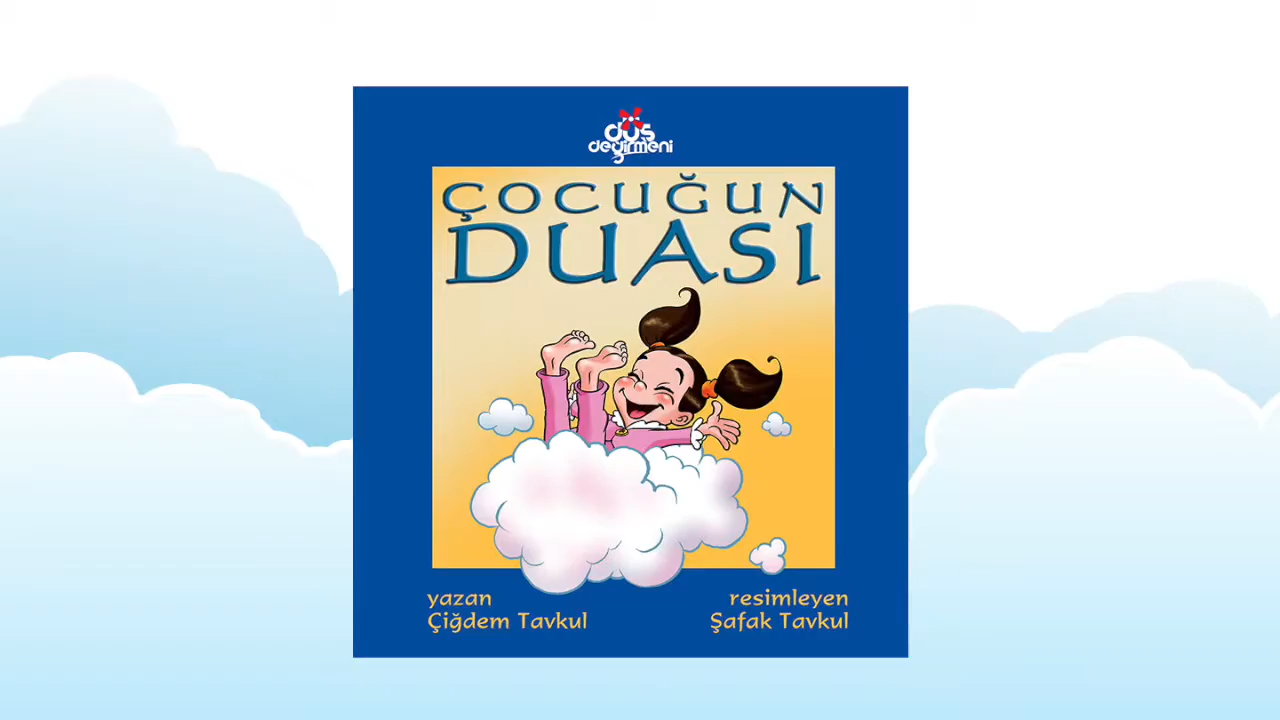 düş
değirmeni
ÇOCUĞUN
DUASI
yazan
Çiğdem Tavkul
resimleyen
Şafak Tavkul